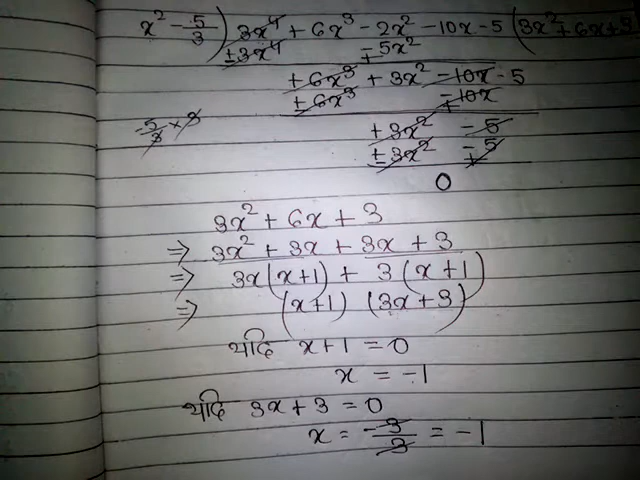 x² - 5/3 ) 3x⁴ + 6x³ - 2x² - 10x - 5 ( 3x² + 6x + 3
± 3x⁴ ∓ 5x²
+ 6x³ + 3x² - 10x - 5
± 6x³ ∓ 10x
-5/3 × 3
+ 3x² - 5
± 3x² ∓ 5
0
3x² + 6x + 3
⇒ 3x² + 3x + 3x + 3
⇒ 3x (x+1) + 3 (x+1)
⇒ (x+1) (3x+3)
यदि x+1 = 0
x = -1
यदि 3x + 3 = 0
x = -3/3 = -1